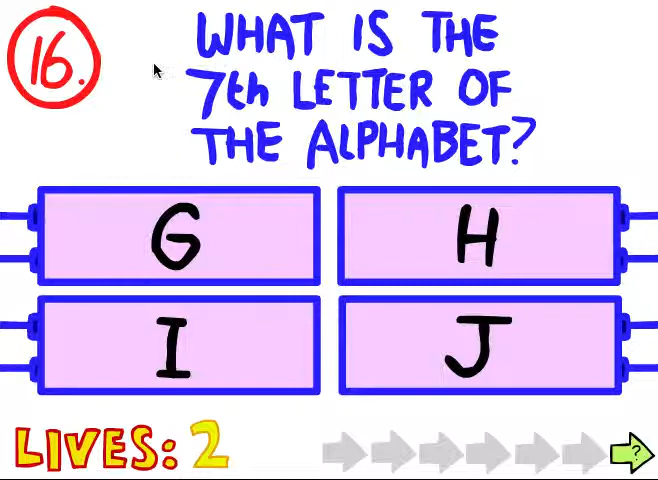 16.
WHAT IS THE
7th LETTER OF
THE ALPHABET?
G
H
I
J
LIVES: 2
?